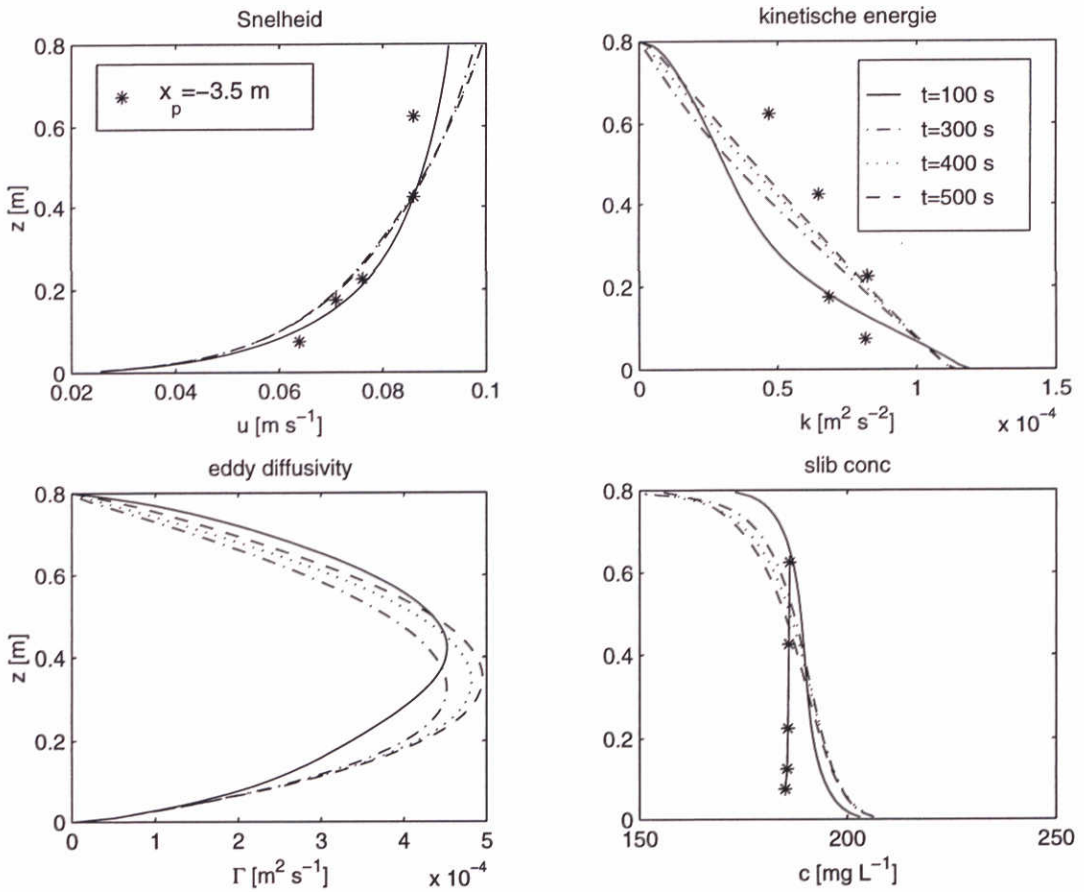 Snelheid
0.8
0.6
0.4
0.2
0
z [m]
x_p=−3.5 m
0.02
0.04
0.06
0.08
0.1
u [m s⁻¹]
kinetische energie
0.8
0.6
0.4
0.2
0
t=100 s
t=300 s
t=400 s
t=500 s
0
0.5
1
1.5
k [m² s⁻²]
x 10⁻⁴
eddy diffusivity
0.8
0.6
0.4
0.2
0
z [m]
0
1
2
3
4
5
Γ [m² s⁻¹]
x 10⁻⁴
slib conc
0.8
0.6
0.4
0.2
0
150
200
250
c [mg L⁻¹]